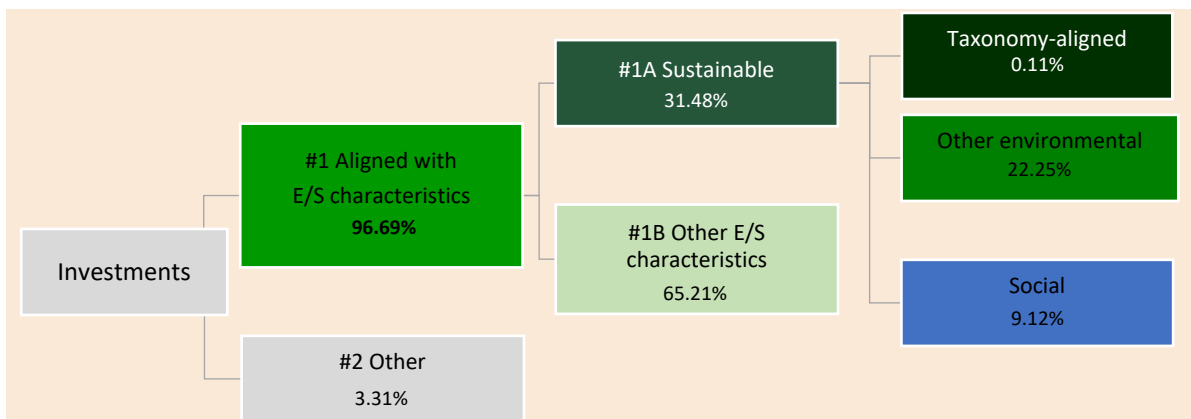 Investments
#1 Aligned with
E/S characteristics
96.69%
#2 Other
3.31%
#1A Sustainable
31.48%
#1B Other E/S
characteristics
65.21%
Taxonomy-aligned
0.11%
Other environmental
22.25%
Social
9.12%